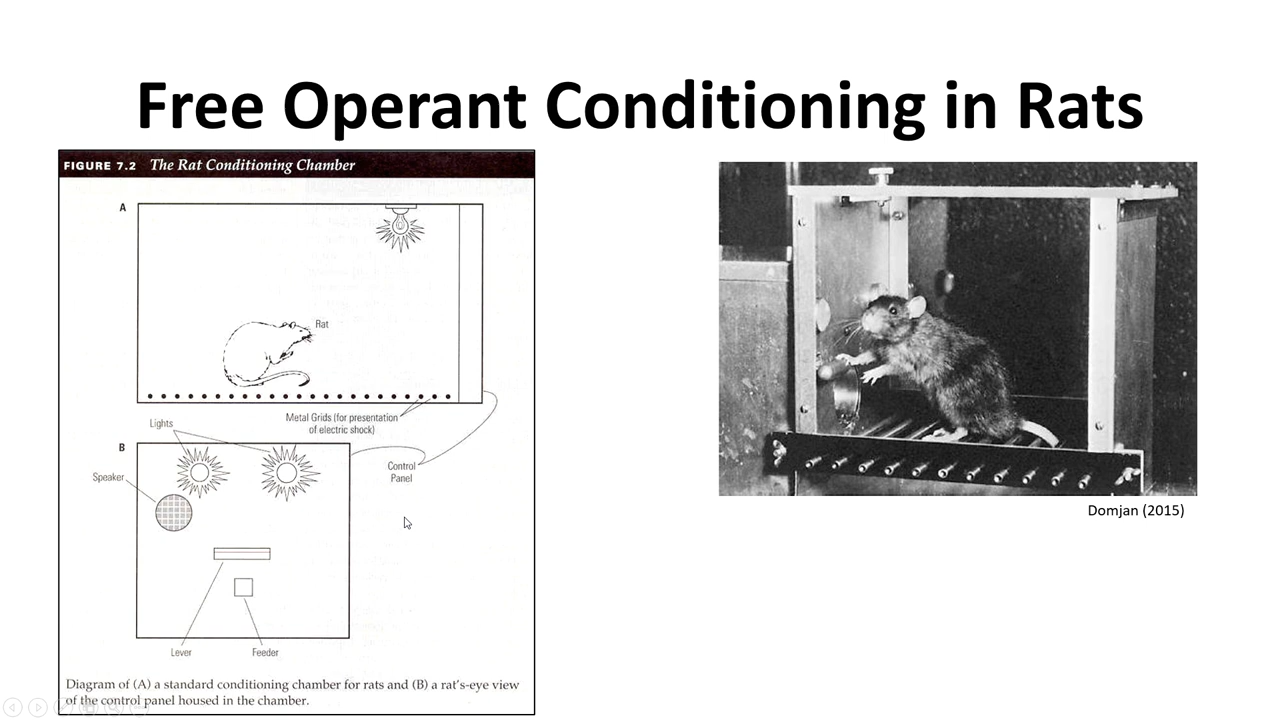 Free Operant Conditioning in Rats
FIGURE 7.2 The Rat Conditioning Chamber
A
Rat
Metal Grids (for presentation
of electric shock)
Lights
B
Control
Panel
Speaker
Lever
Feeder
Diagram of (A) a standard conditioning chamber for rats and (B) a rat's-eye view
of the control panel housed in the chamber.
Domjan (2015)